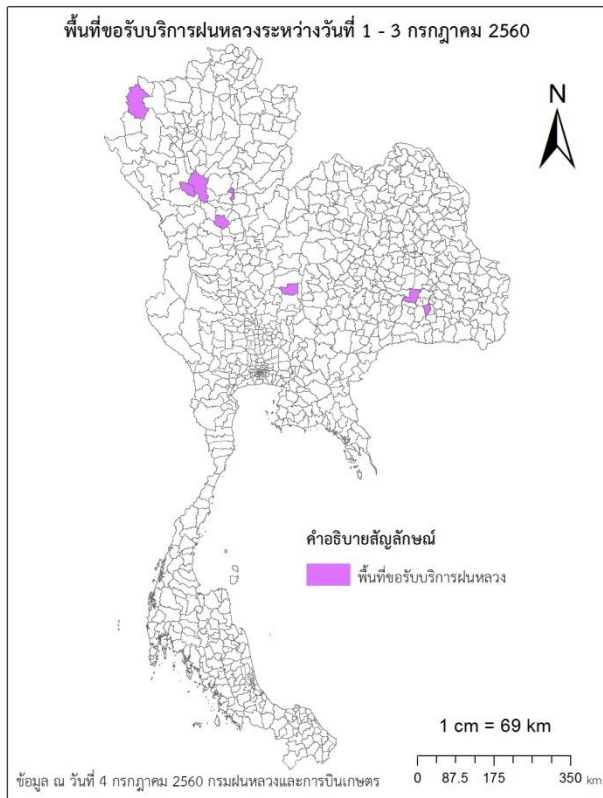 พื้นที่ขอรับบริการฝนหลวงระหว่างวันที่ 1 - 3 กรกฎาคม 2560
N
คำอธิบายสัญลักษณ์
พื้นที่ขอรับบริการฝนหลวง
1 cm = 69 km
0 87.5 175 350 km
ข้อมูล ณ วันที่ 4 กรกฎาคม 2560 กรมฝนหลวงและการบินเกษตร